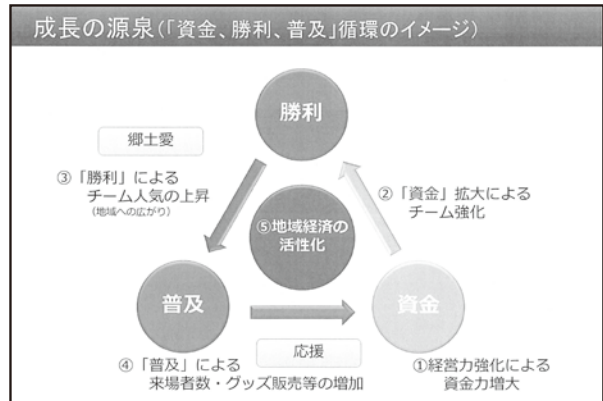 成長の源泉(「資金、勝利、普及」循環のイメージ)
勝利
郷土愛
③「勝利」による
チーム人気の上昇
(地域への広がり)
②「資金」拡大による
チーム強化
⑤地域経済の
活性化
普及
資金
応援
④「普及」による
来場者数・グッズ販売等の増加
①経営力強化による
資金力増大